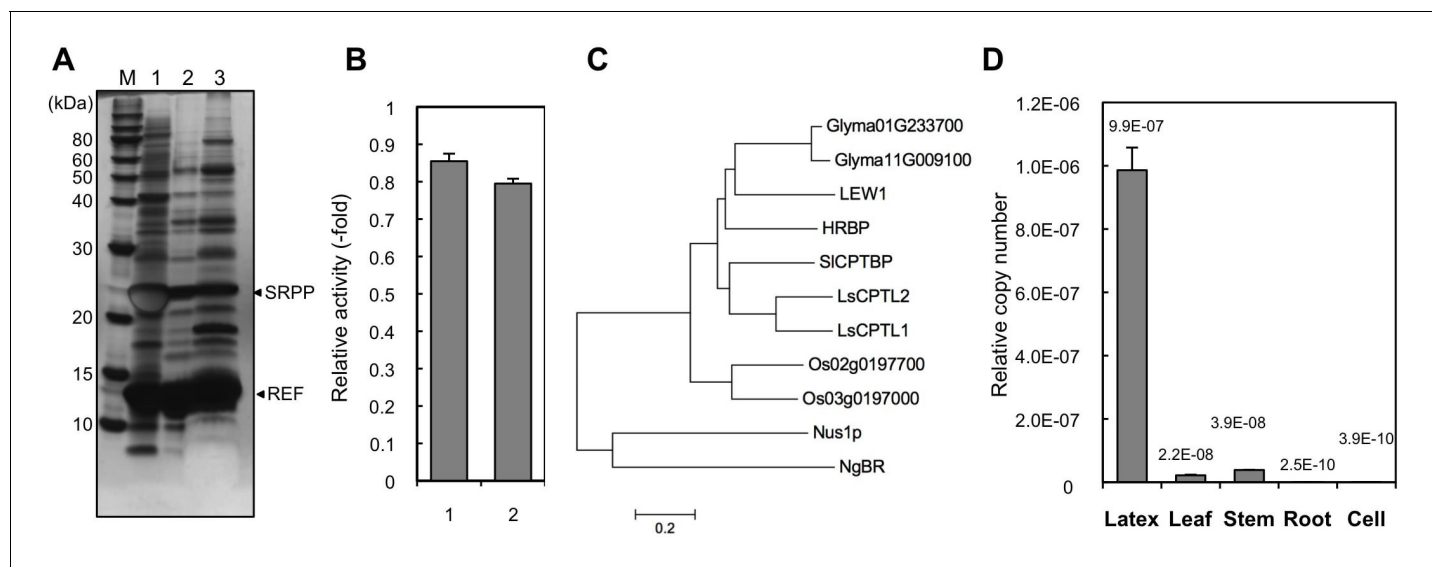 A
M 1 2 3
(kDa)
80
60
50
40
30
20
15
10
SRPP
REF
B
Relative activity (-fold)
1
0.9
0.8
0.7
0.6
0.5
0.4
0.3
0.2
0.1
0
1 2
C
Glyma01G233700
Glyma11G009100
LEW1
HRBP
SlCPTBP
LsCPTL2
LsCPTL1
Os02g0197700
Os03g0197000
Nus1p
NgBR
0.2
D
Relative copy number
1.2E-06
1.0E-06
8.0E-07
6.0E-07
4.0E-07
2.0E-07
0
9.9E-07
2.2E-08
3.9E-08
2.5E-10
3.9E-10
Latex Leaf Stem Root Cell